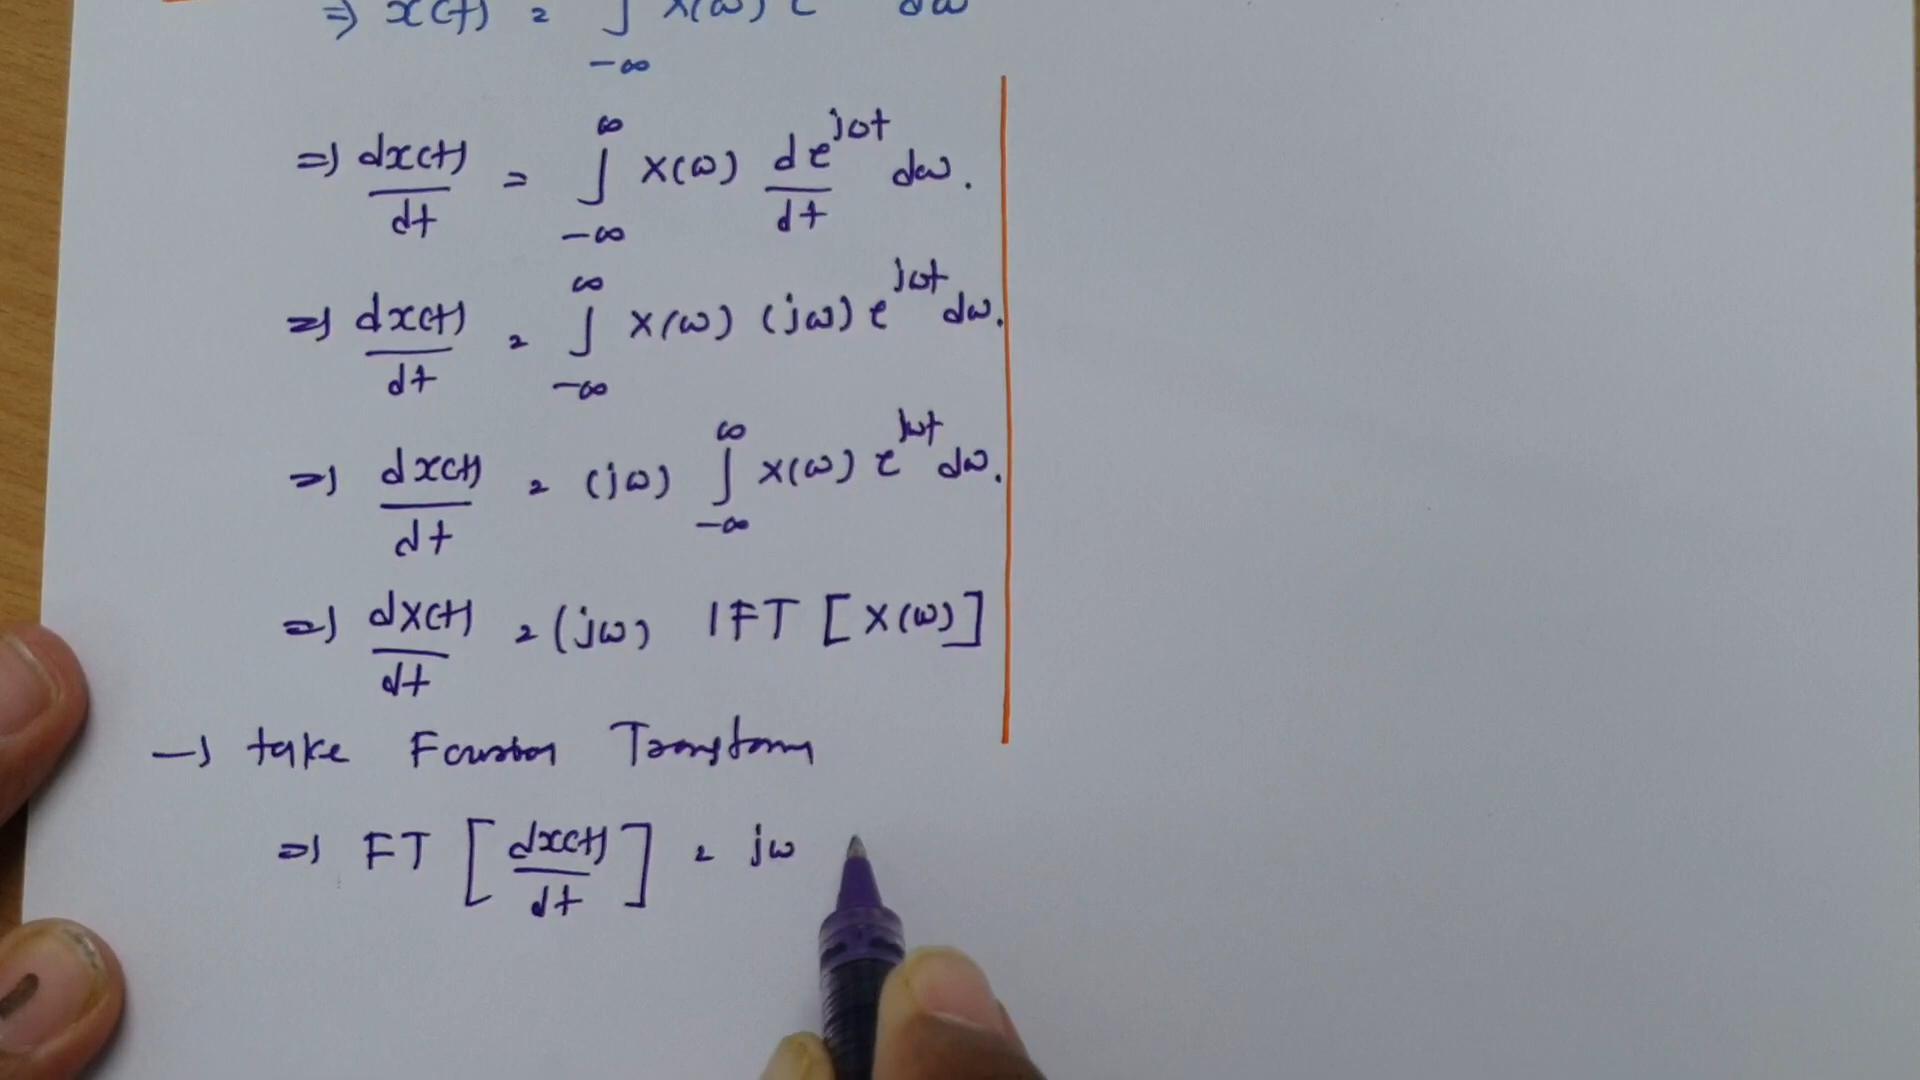 ⇒ x(t) = ∫_{-∞} X(ω) e dω
⇒ dx(t)/dt = ∫_{-∞}^{∞} X(ω) de^{jωt}/dt dω.
⇒ dx(t)/dt = ∫_{-∞}^{∞} X(ω) (jω) e^{jωt} dω.
⇒ dx(t)/dt = (jω) ∫_{-∞}^{∞} X(ω) e^{jωt} dω.
⇒ dx(t)/dt = (jω) IFT [X(ω)]
→ take Fourier Transform
⇒ FT [dx(t)/dt] = jω